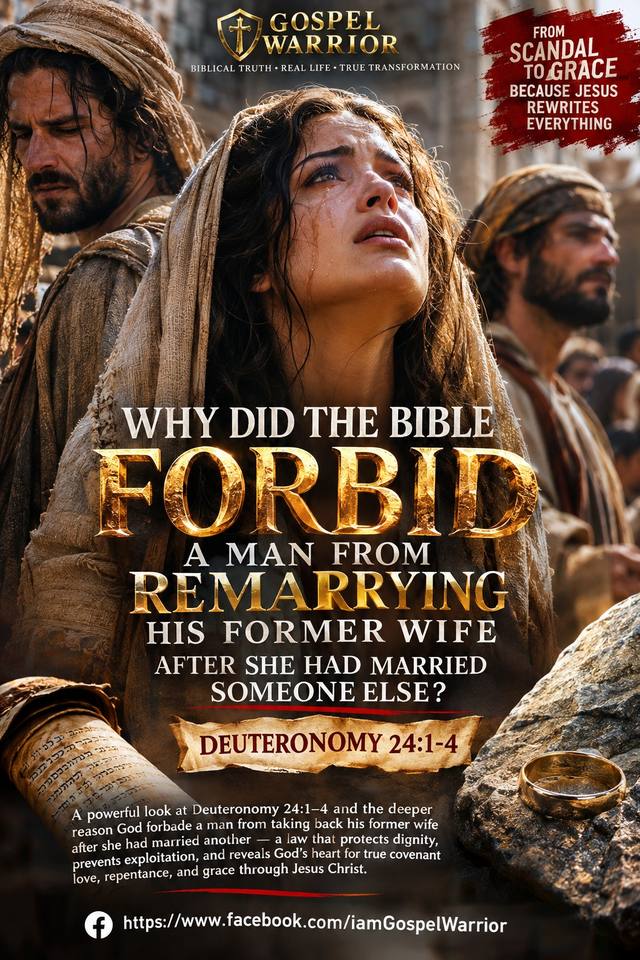 GOSPEL
WARRIOR
BIBLICAL TRUTH • REAL LIFE • TRUE TRANSFORMATION
FROM
SCANDAL
TO GRACE
BECAUSE JESUS
REWRITES
EVERYTHING
WHY DID THE BIBLE
FORBID
A MAN FROM
REMARRYING
HIS FORMER WIFE
AFTER SHE HAD MARRIED
SOMEONE ELSE?
DEUTERONOMY 24:1-4
A powerful look at Deuteronomy 24:1–4 and the deeper
reason God forbade a man from taking back his former wife
after she had married another — a law that protects dignity,
prevents exploitation, and reveals God's heart for true covenant
love, repentance, and grace through Jesus Christ.
https://www.facebook.com/iamGospelWarrior